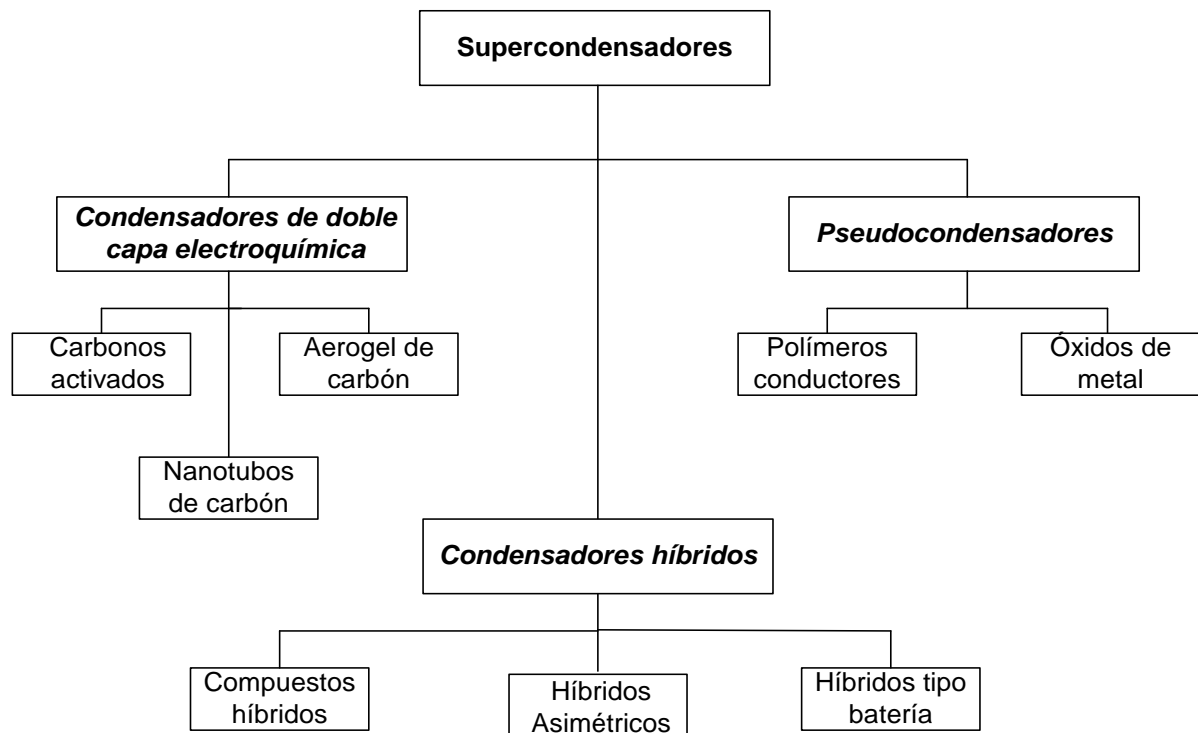 Supercondensadores
Condensadores de doble
capa electroquímica
Pseudocondensadores
Carbonos
activados
Aerogel de
carbón
Polímeros
conductores
Óxidos de
metal
Nanotubos
de carbón
Condensadores híbridos
Compuestos
híbridos
Híbridos
Asimétricos
Híbridos tipo
batería